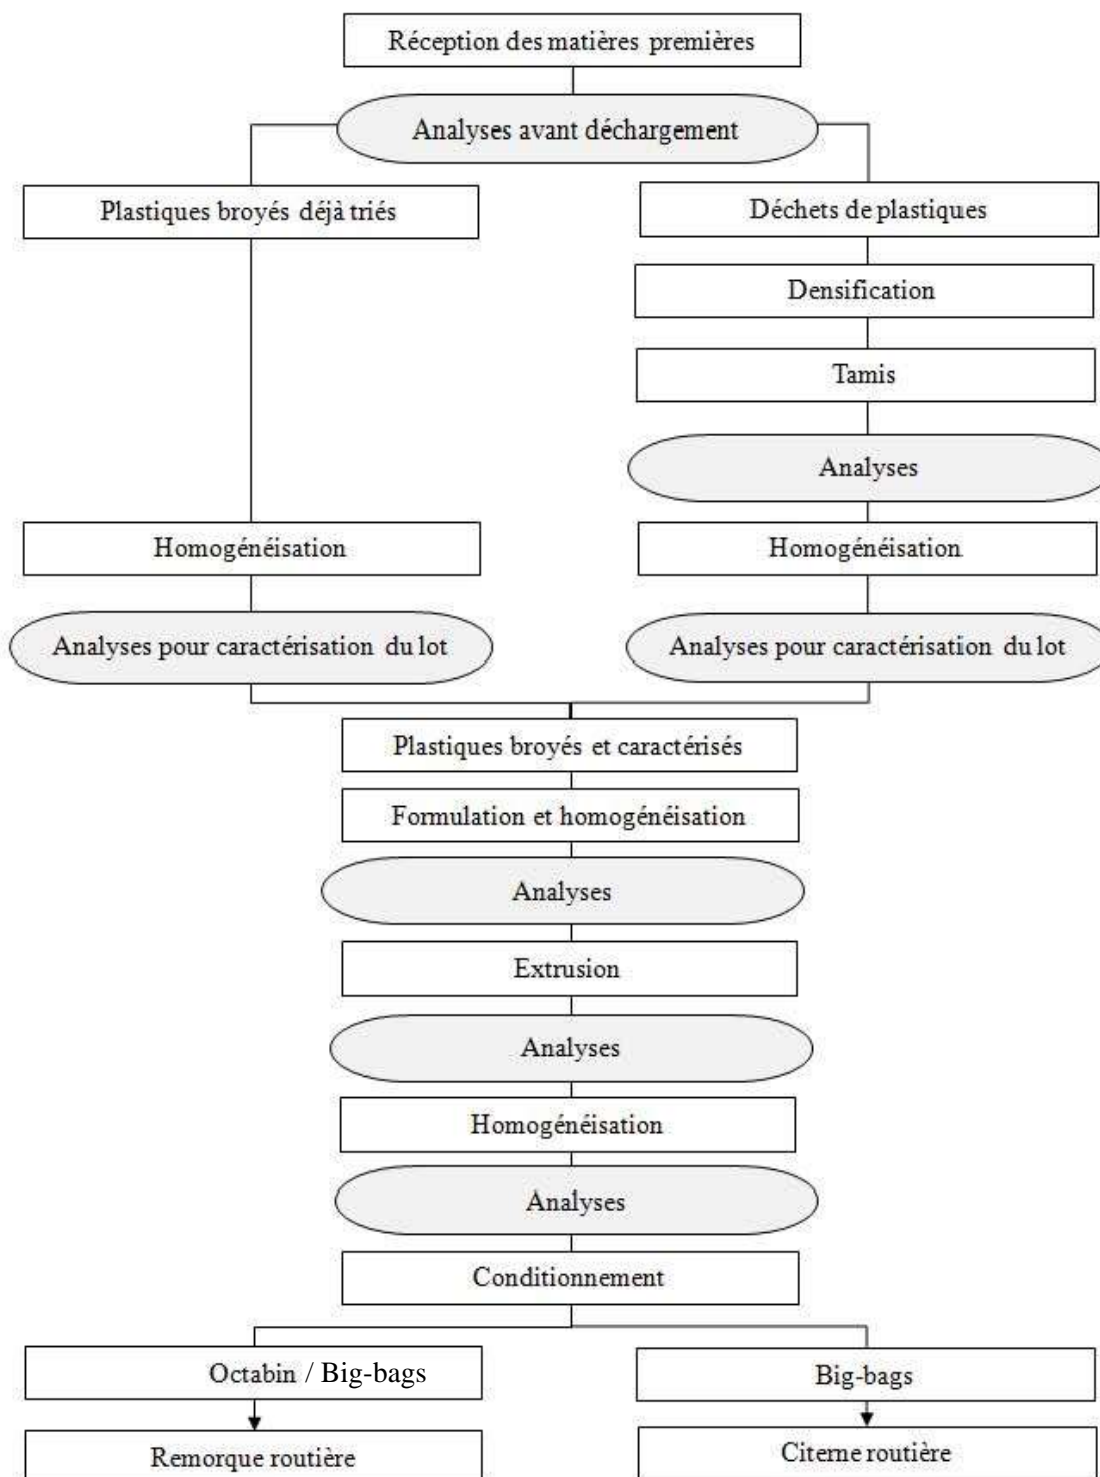 Réception des matières premières
Analyses avant déchargement
Plastiques broyés déjà triés
Déchets de plastiques
Densification
Tamis
Analyses
Homogénéisation
Homogénéisation
Analyses pour caractérisation du lot
Analyses pour caractérisation du lot
Plastiques broyés et caractérisés
Formulation et homogénéisation
Analyses
Extrusion
Analyses
Homogénéisation
Analyses
Conditionnement
Octabin / Big-bags
Big-bags
Remorque routière
Citerne routière